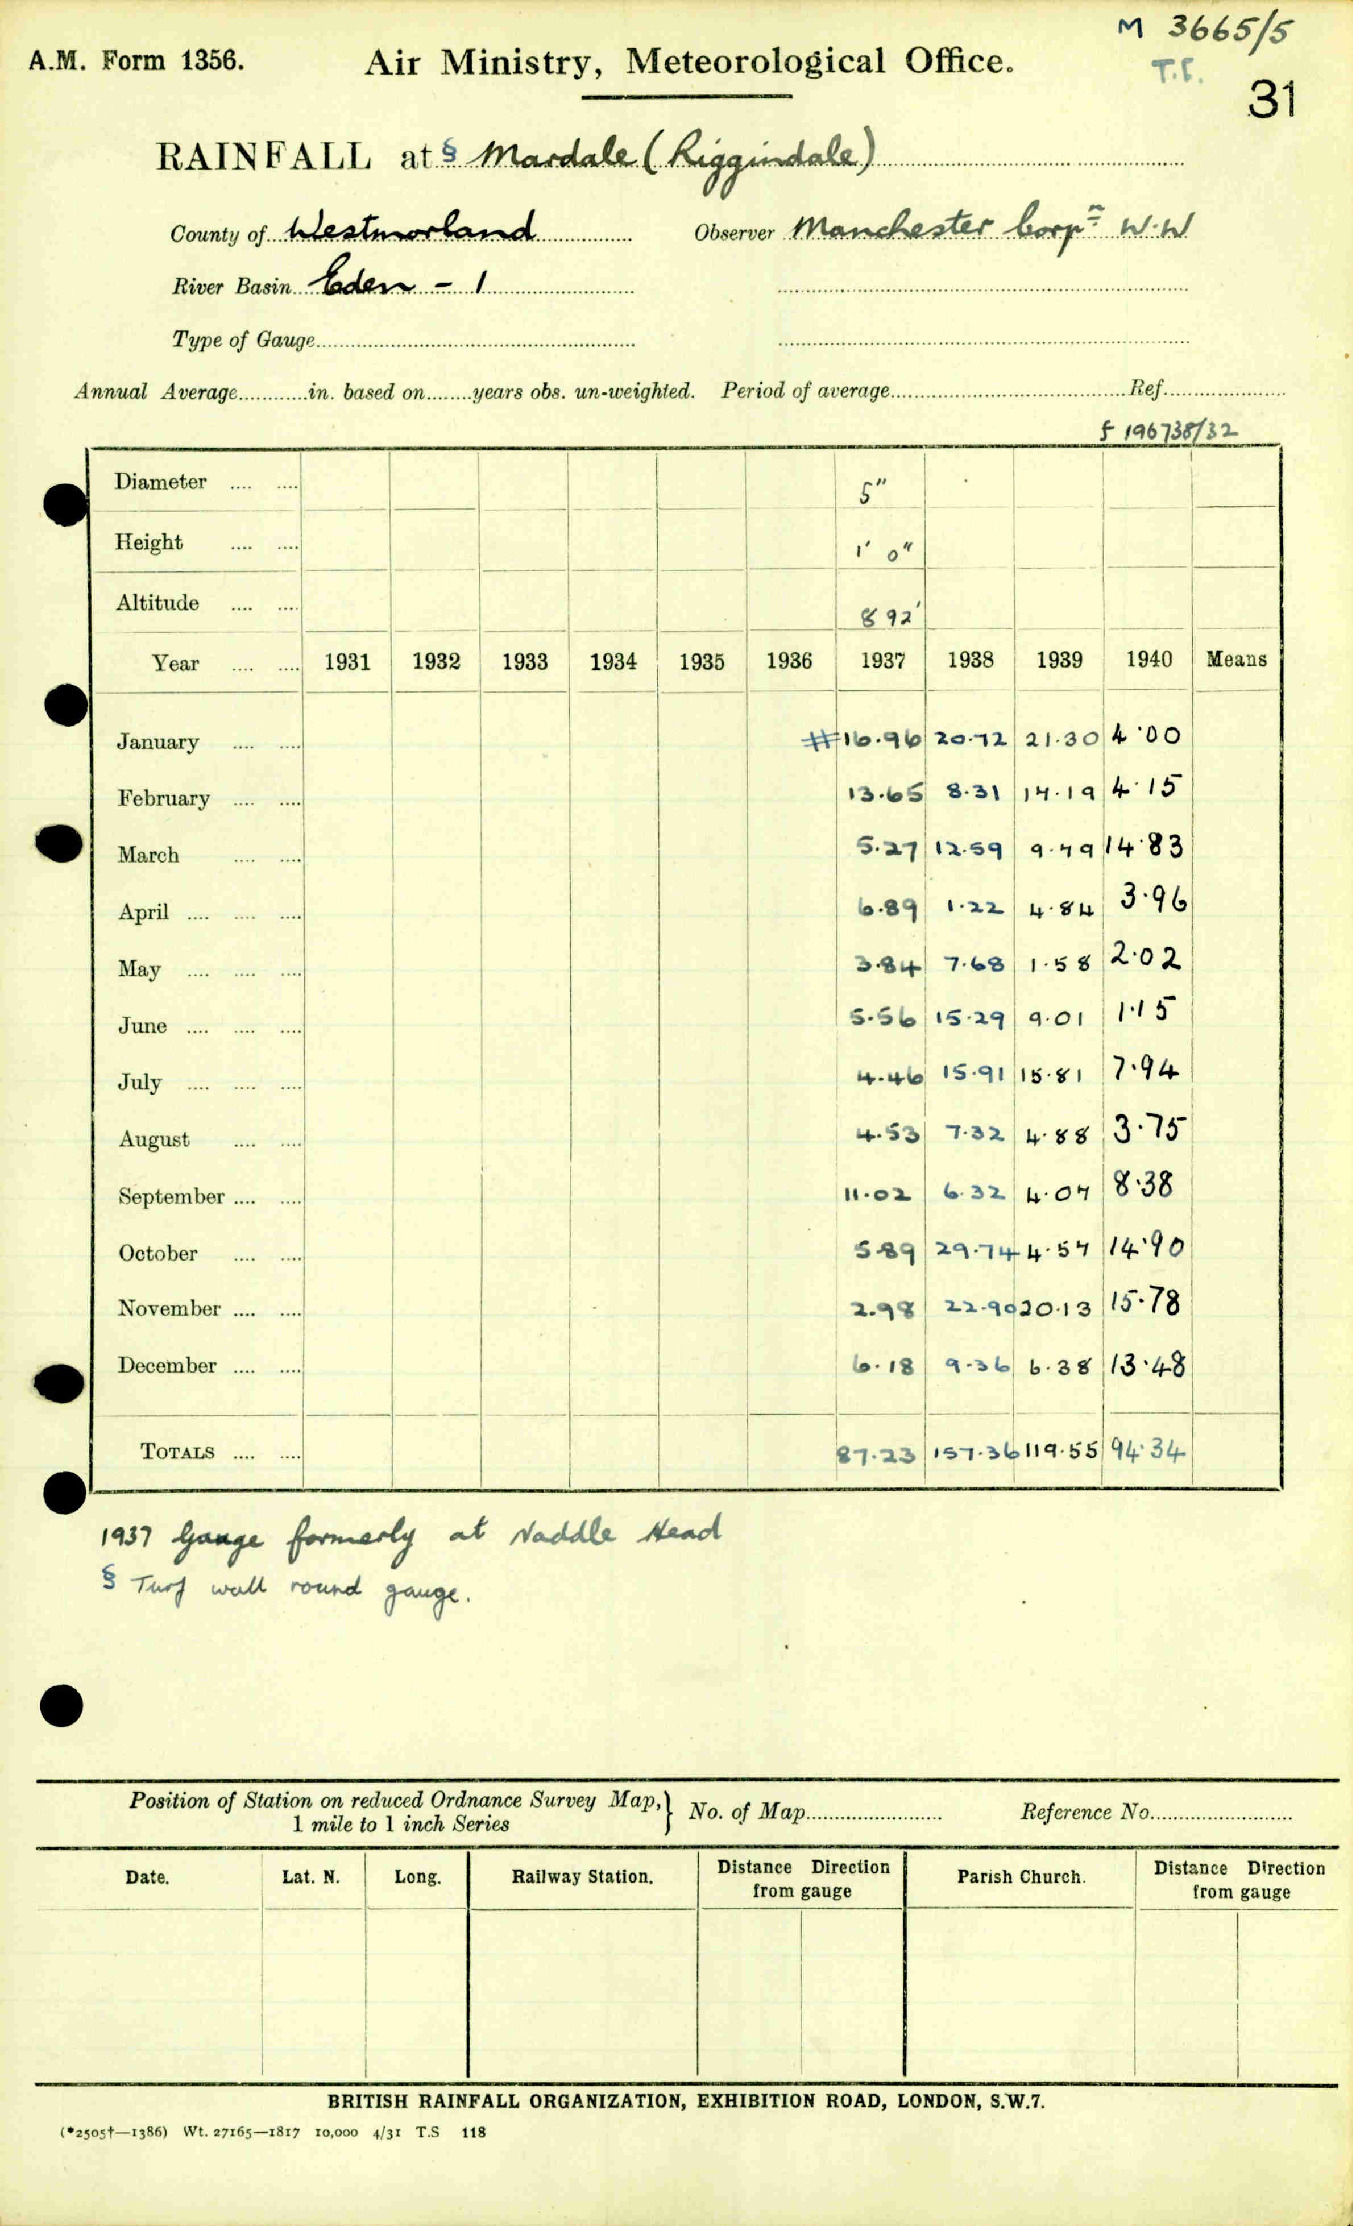 M 3665/5
A.M. Form 1356.
Air Ministry, Meteorological Office.
T.F.
31
RAINFALL at § Mardale (Riggindale)
County of Westmorland Observer Manchester Corpn W.W
River Basin Eden - 1
Type of Gauge
Annual Average............in. based on........years obs. un-weighted. Period of average............Ref............
f 196738/32
Diameter .... .... 5"
Height .... .... 1' 0"
Altitude .... .... 892'
Year .... .... 1931 1932 1933 1934 1935 1936 1937 1938 1939 1940 Means
January .... .... #16.96 20.72 21.30 4.00
February .... .... 13.65 8.31 17.19 4.15
March .... .... 5.27 12.59 9.79 14.83
April .... .... .... 6.89 1.22 4.84 3.96
May .... .... .... 3.84 7.68 1.58 2.02
June .... .... .... 5.56 15.29 9.01 1.15
July .... .... .... 4.46 15.91 15.81 7.94
August .... .... 4.53 7.32 4.88 3.75
September .... .... 11.02 6.32 4.07 8.38
October .... .... 5.89 29.74 4.57 14.90
November .... .... 2.98 22.90 20.13 15.78
December .... .... 6.18 9.36 6.38 13.48
TOTALS .... .... 87.23 157.36 119.55 94.34
1937 Gauge formerly at Naddle Head
§ Turf wall round gauge.
Position of Station on reduced Ordnance Survey Map,} No. of Map............ Reference No............
1 mile to 1 inch Series
Date. Lat. N. Long. Railway Station. Distance Direction from gauge Parish Church. Distance Direction from gauge
BRITISH RAINFALL ORGANIZATION, EXHIBITION ROAD, LONDON, S.W.7.
(*2505†—1386) Wt. 27165—1817 10,000 4/31 T.S 118